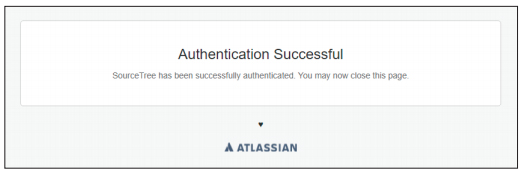 Authentication Successful
SourceTree has been successfully authenticated. You may now close this page.
ATLASSIAN